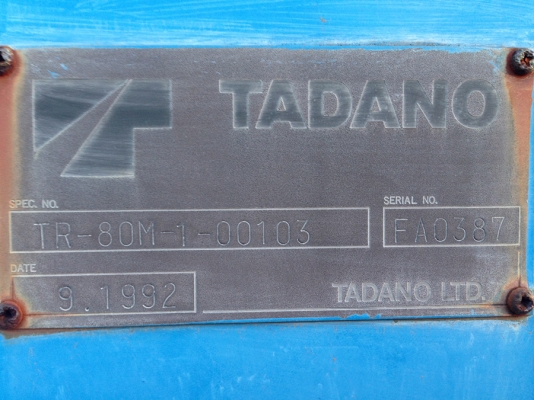 TADANO
SPEC. NO.
TR-80M-1-00103
SERIAL NO.
FA0387
DATE
9.1992
TADANO LTD.